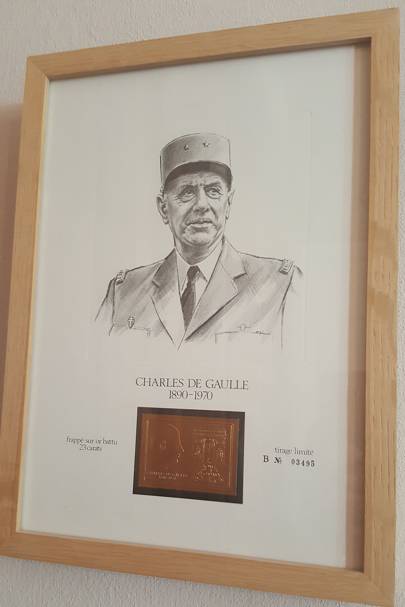 CHARLES DE GAULLE
1890-1970
frappé sur or battu
23 carats
tirage limité
B № 03495